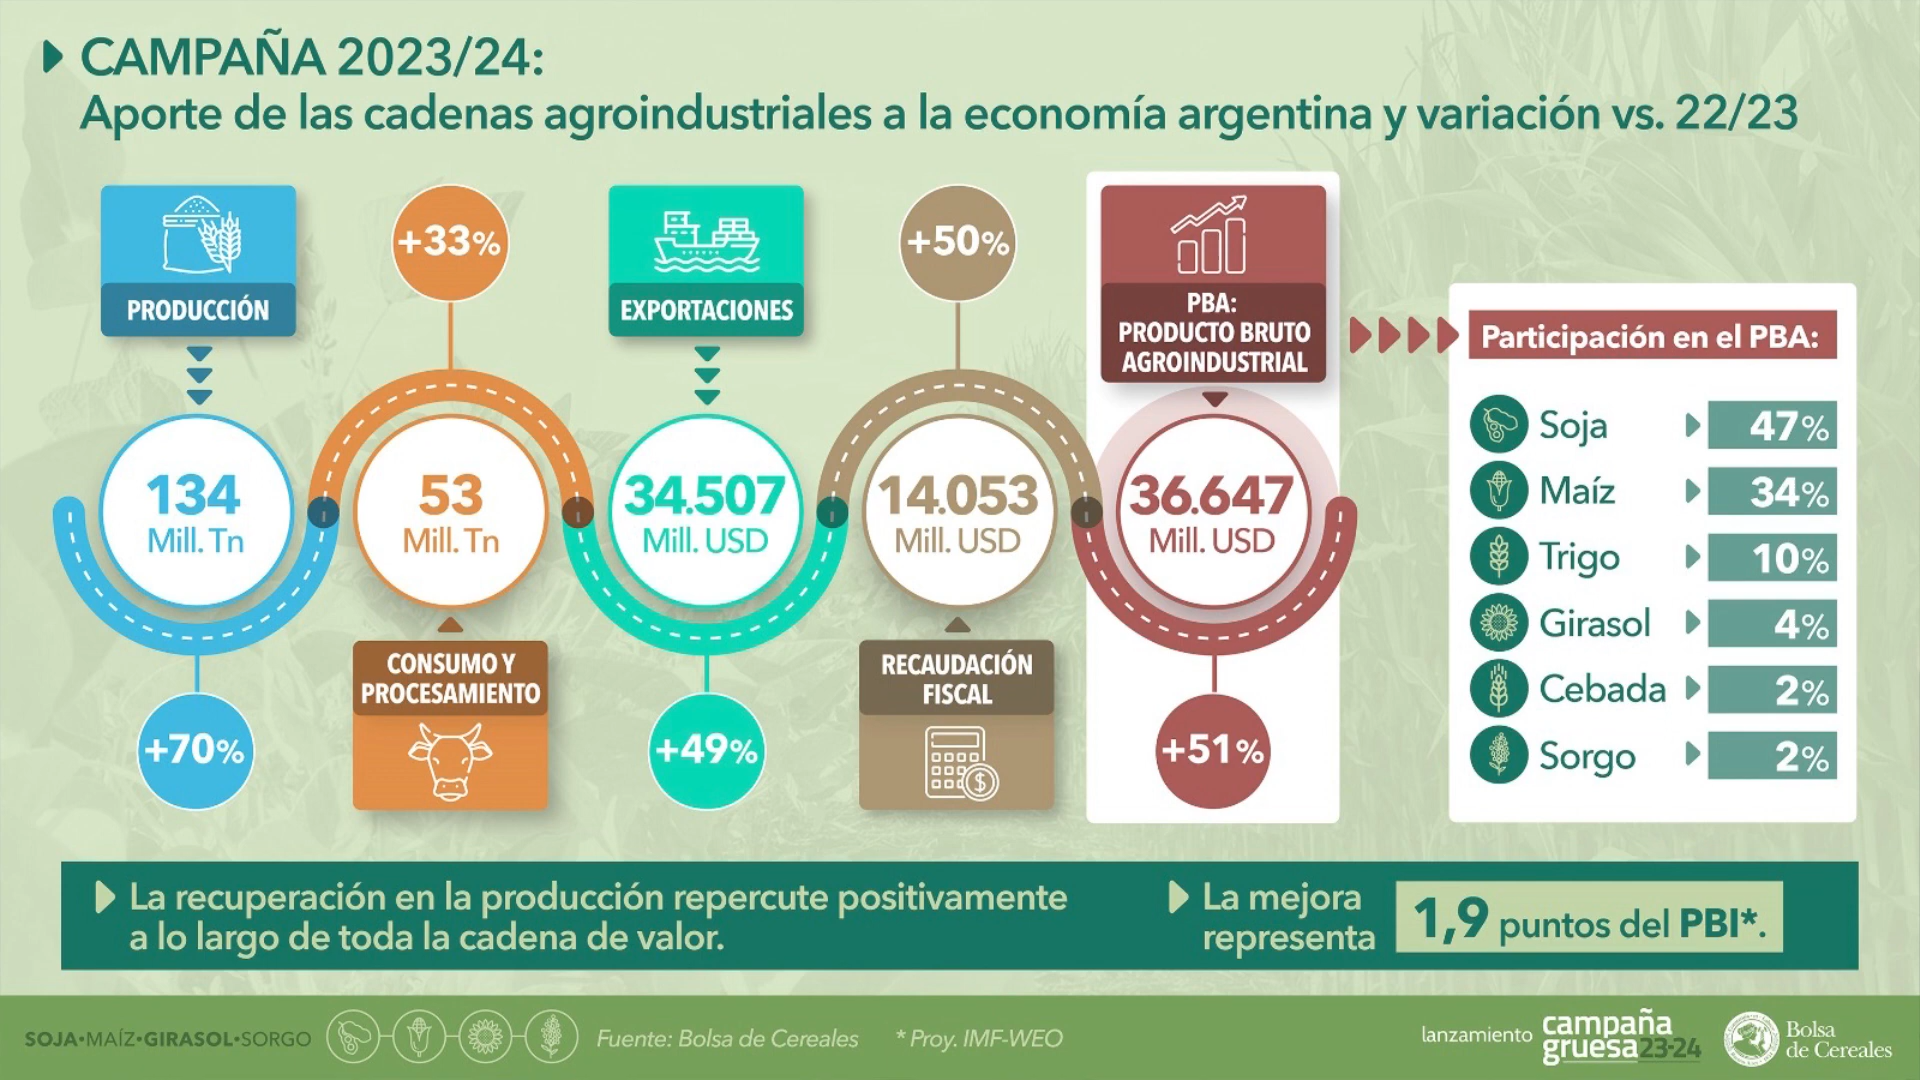 CAMPAÑA 2023/24:
Aporte de las cadenas agroindustriales a la economía argentina y variación vs. 22/23
PRODUCCIÓN
134
Mill. Tn
+70%
+33%
53
Mill. Tn
CONSUMO Y
PROCESAMIENTO
EXPORTACIONES
34.507
Mill. USD
+49%
+50%
14.053
Mill. USD
RECAUDACIÓN
FISCAL
$
PBA:
PRODUCTO BRUTO
AGROINDUSTRIAL
36.647
Mill. USD
+51%
Participación en el PBA:
Soja 47%
Maíz 34%
Trigo 10%
Girasol 4%
Cebada 2%
Sorgo 2%
La recuperación en la producción repercute positivamente
a lo largo de toda la cadena de valor.
La mejora
representa
1,9 puntos del PBI*.
SOJA•MAÍZ•GIRASOL•SORGO
Fuente: Bolsa de Cereales
* Proy. IMF-WEO
lanzamiento
campaña
gruesa23-24
Bolsa
de Cereales